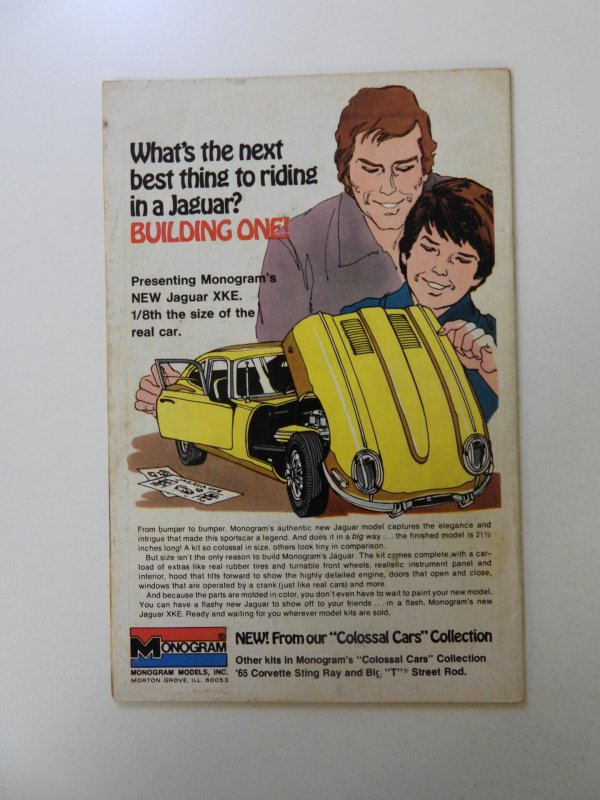 What's the next
best thing to riding
in a Jaguar?
BUILDING ONE!
Presenting Monogram's
NEW Jaguar XKE.
1/8th the size of the
real car.
From bumper to bumper, Monogram's authentic new Jaguar model captures the elegance and
intrigue that made this sportscar a legend. And does it in a big way . . . the finished model is 21½
inches long! A kit so colossal in size, others look tiny in comparison.
But size isn't the only reason to build Monogram's Jaguar. The kit comes complete with a car-
load of extras like real rubber tires and turnable front wheels, realistic instrument panel and
interior, hood that tilts forward to show the highly detailed engine, doors that open and close,
windows that are operated by a crank (just like real cars) and more.
And because the parts are molded in color, you don't even have to wait to paint your new model.
You can have a flashy new Jaguar to show off to your friends . . . in a flash. Monogram's new
Jaguar XKE. Ready and waiting for you wherever model kits are sold.
MONOGRAM®
MONOGRAM MODELS, INC.
MORTON GROVE, ILL. 60053
NEW! From our "Colossal Cars" Collection
Other kits in Monogram's "Colossal Cars" Collection
'65 Corvette Sting Ray and Big "T"® Street Rod.